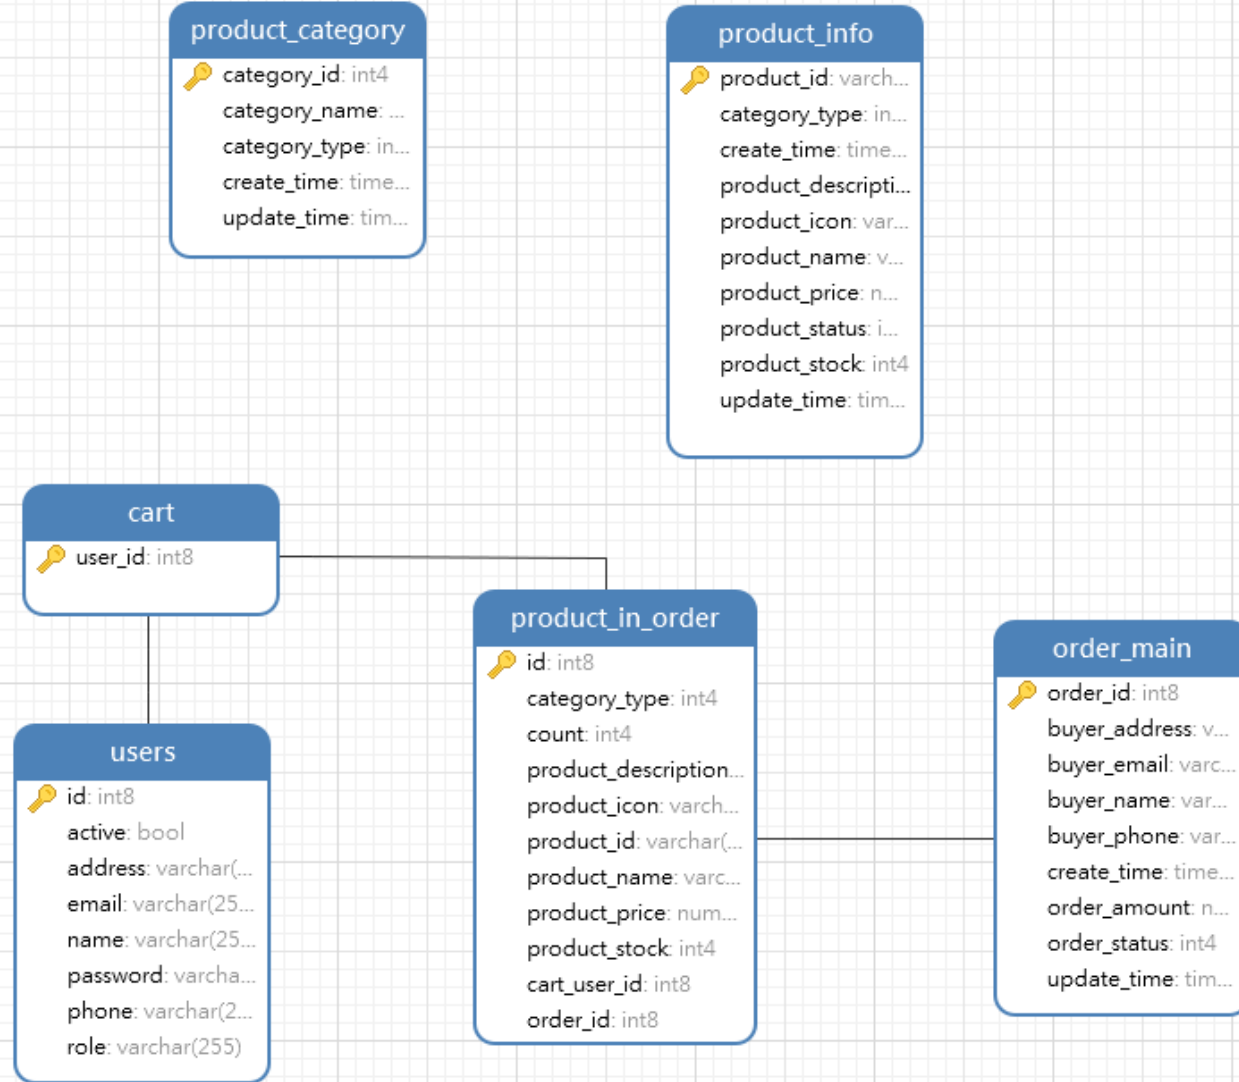 product_category
category_id: int4
category_name: ...
category_type: in...
create_time: time...
update_time: tim...
product_info
product_id: varch...
category_type: in...
create_time: time...
product_descripti...
product_icon: var...
product_name: v...
product_price: n...
product_status: i...
product_stock: int4
update_time: tim...
cart
user_id: int8
users
id: int8
active: bool
address: varchar(...
email: varchar(25...
name: varchar(25...
password: varcha...
phone: varchar(2...
role: varchar(255)
product_in_order
id: int8
category_type: int4
count: int4
product_description...
product_icon: varch...
product_id: varchar(...
product_name: varc...
product_price: num...
product_stock: int4
cart_user_id: int8
order_id: int8
order_main
order_id: int8
buyer_address: v...
buyer_email: varc...
buyer_name: var...
buyer_phone: var...
create_time: time...
order_amount: n...
order_status: int4
update_time: tim...